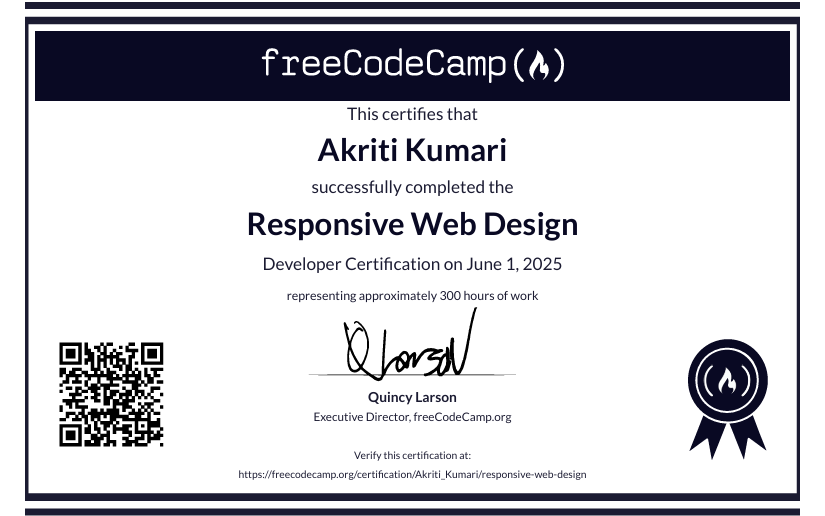 freeCodeCamp
This certifies that
Akriti Kumari
successfully completed the
Responsive Web Design
Developer Certification on June 1, 2025
representing approximately 300 hours of work
Quincy Larson
Executive Director, freeCodeCamp.org
Verify this certification at:
https://freecodecamp.org/certification/Akriti_Kumari/responsive-web-design